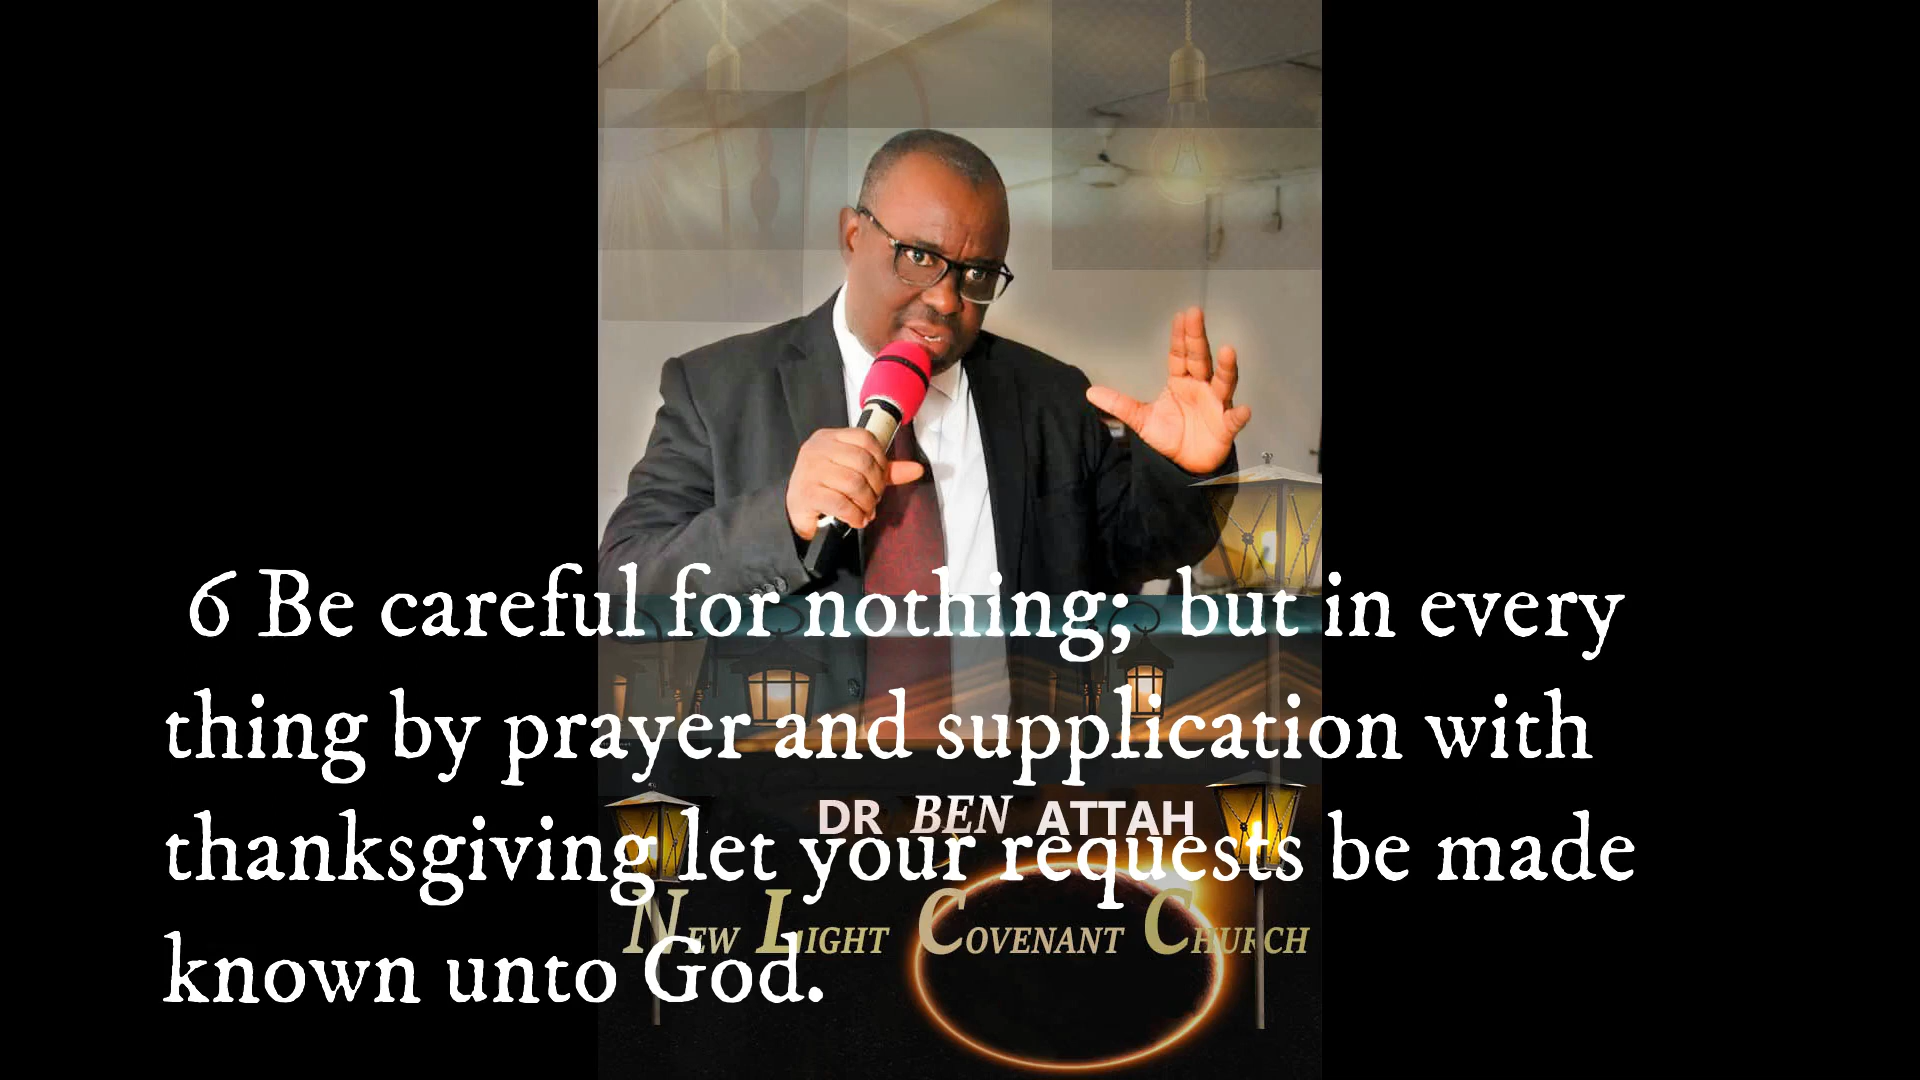 6 Be careful for nothing; but in every
thing by prayer and supplication with
thanksgiving let your requests be made
known unto God.
DR BEN ATTAH
NEW LIGHT COVENANT CHURCH